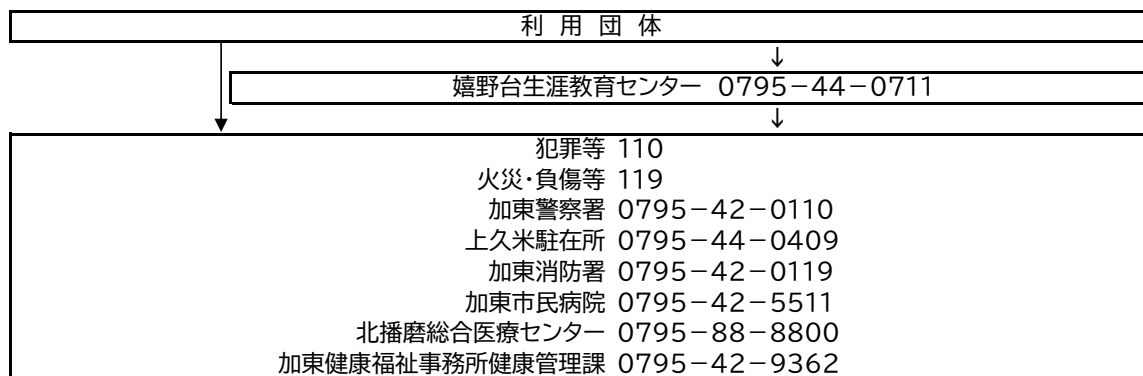 利 用 団 体
↓
嬉野台生涯教育センター 0795－44－0711
↓
犯罪等 110
火災・負傷等 119
加東警察署 0795－42－0110
上久米駐在所 0795－44－0409
加東消防署 0795－42－0119
加東市民病院 0795－42－5511
北播磨総合医療センター 0795－88－8800
加東健康福祉事務所健康管理課 0795－42－9362